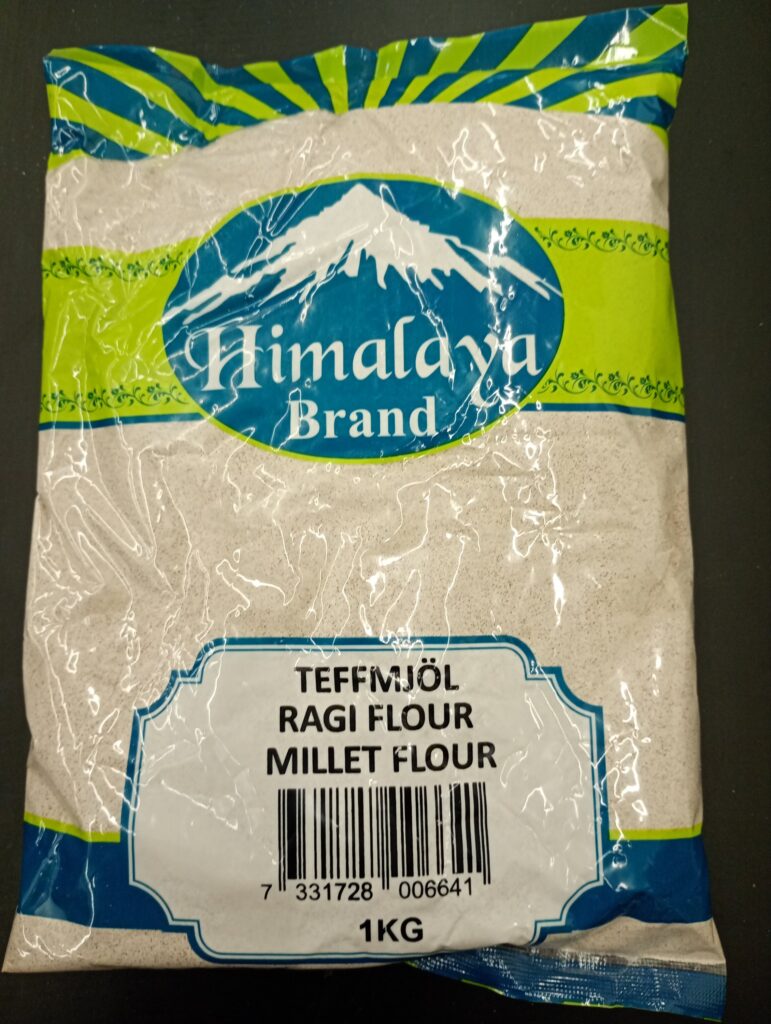 Himalaya
Brand
TEFFMJÖL
RAGI FLOUR
MILLET FLOUR
7 331728 006641
1KG